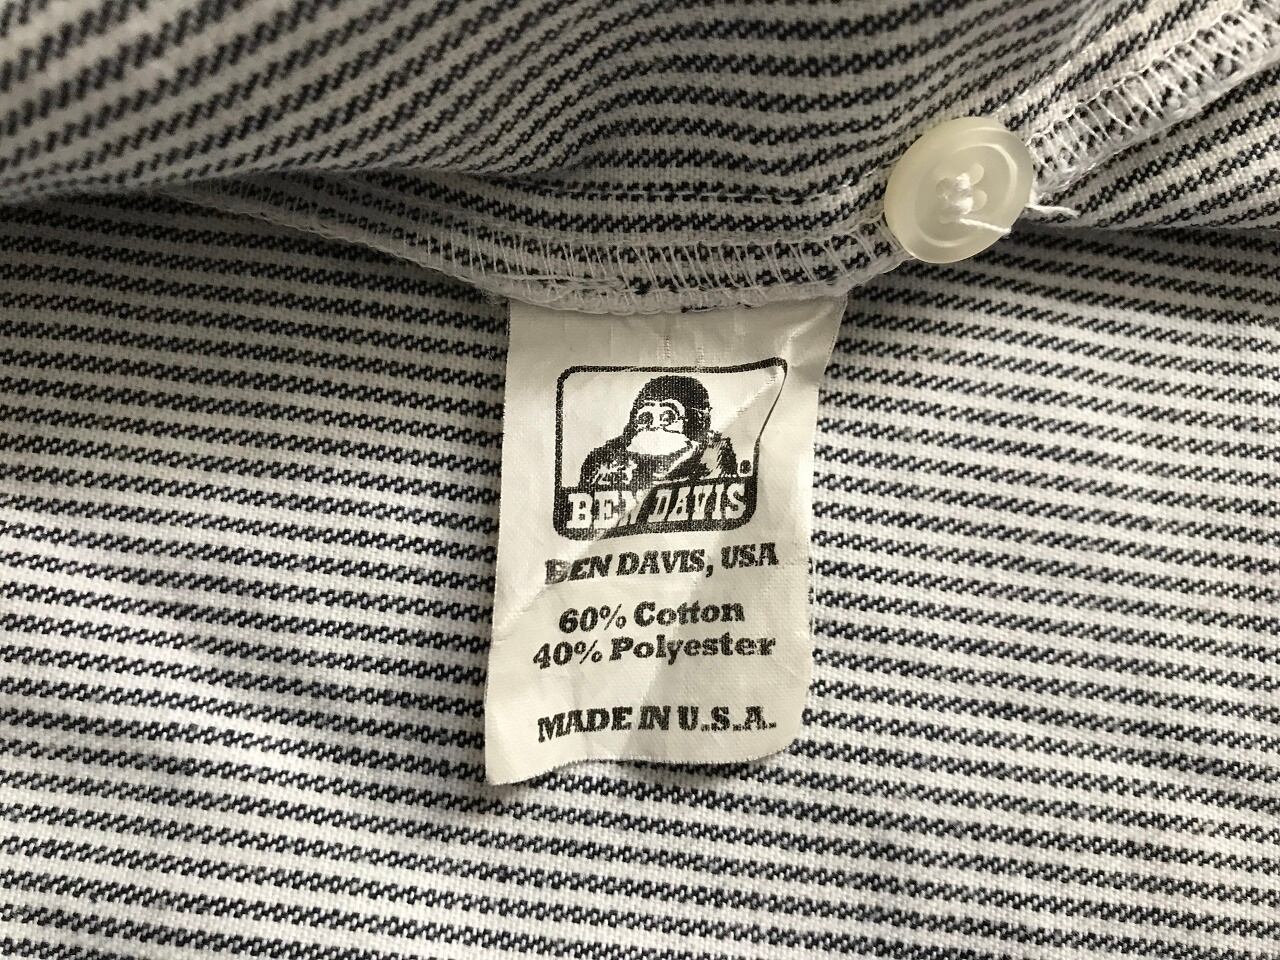 BEN DAVIS®
BEN DAVIS, USA
60% Cotton
40% Polyester
MADE IN U.S.A.